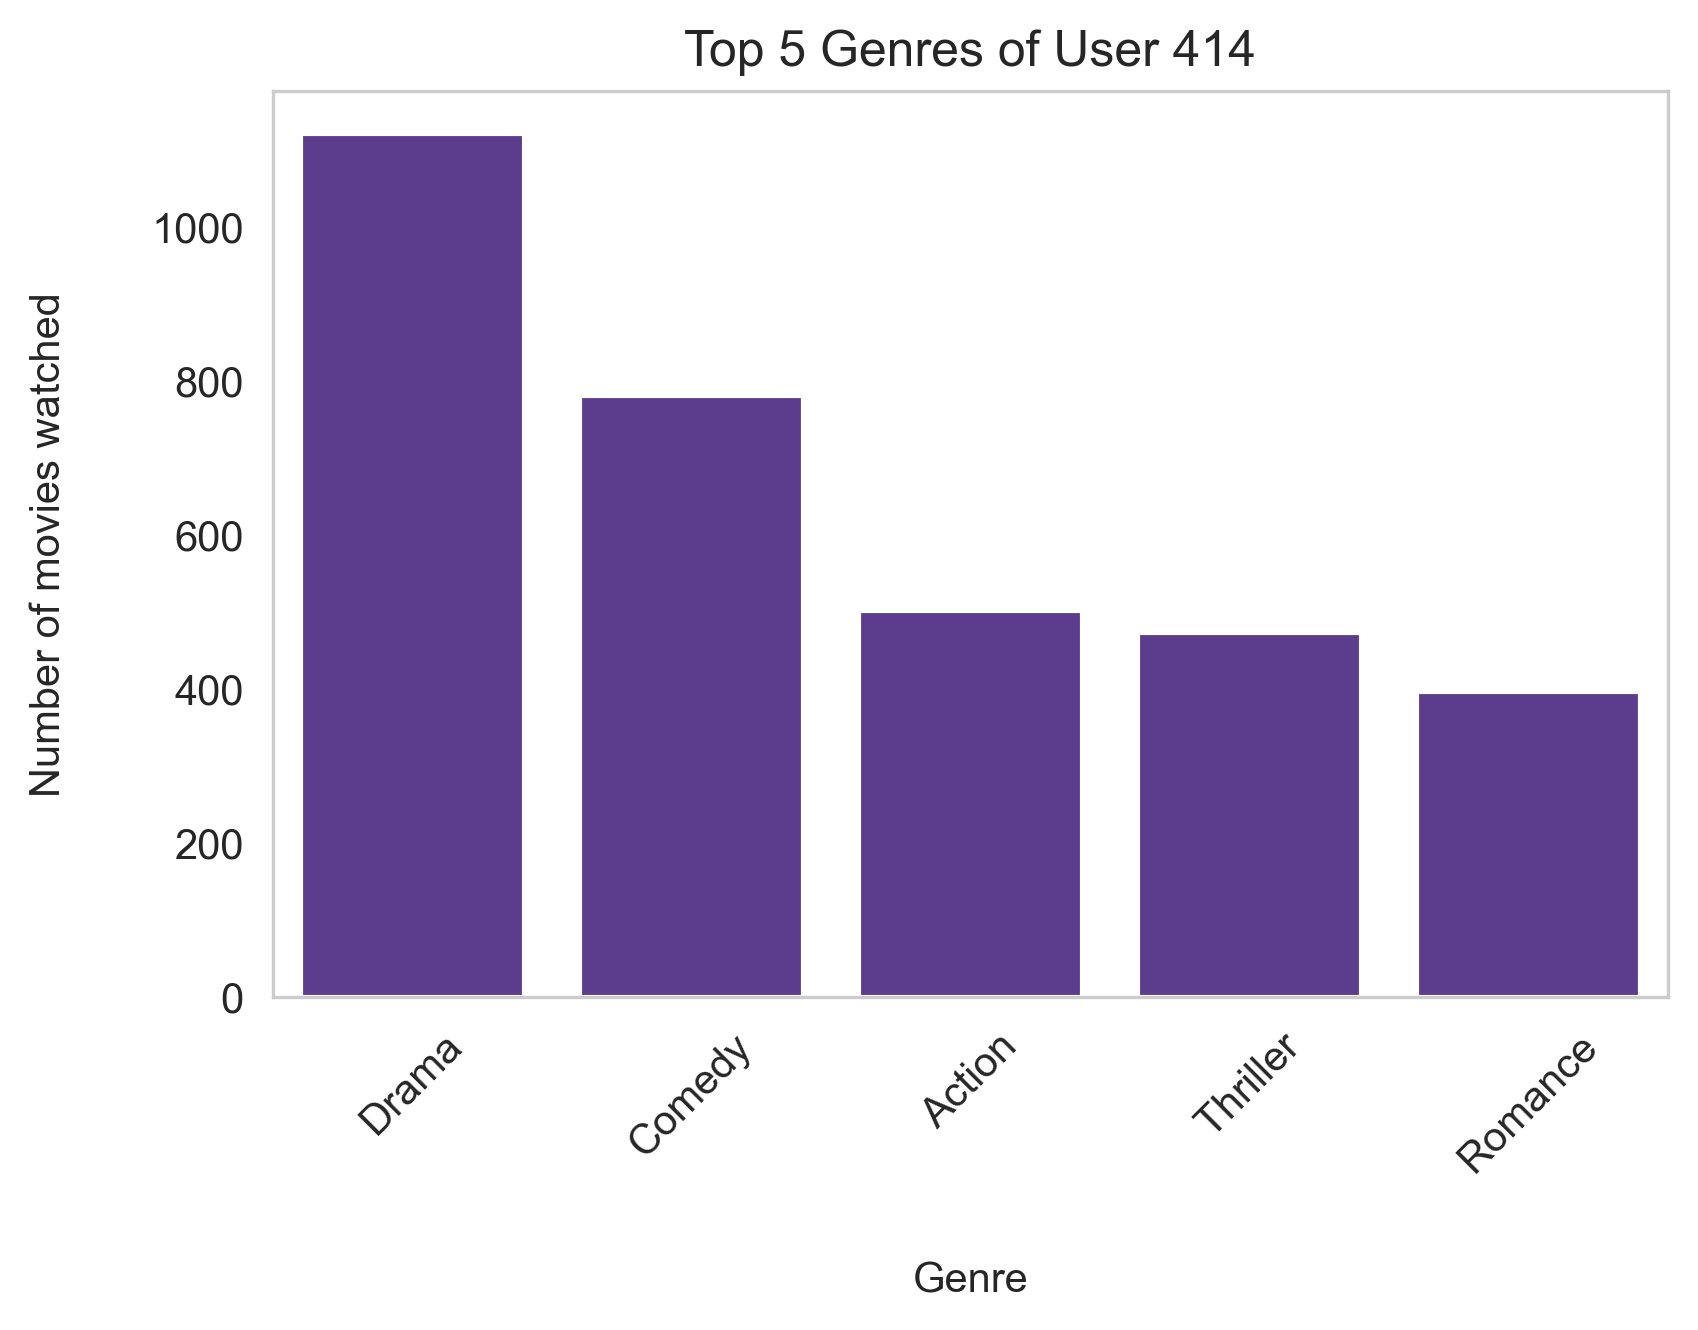 Top 5 Genres of User 414
Number of movies watched
1000
800
600
400
200
0
Drama
Comedy
Action
Thriller
Romance
Genre